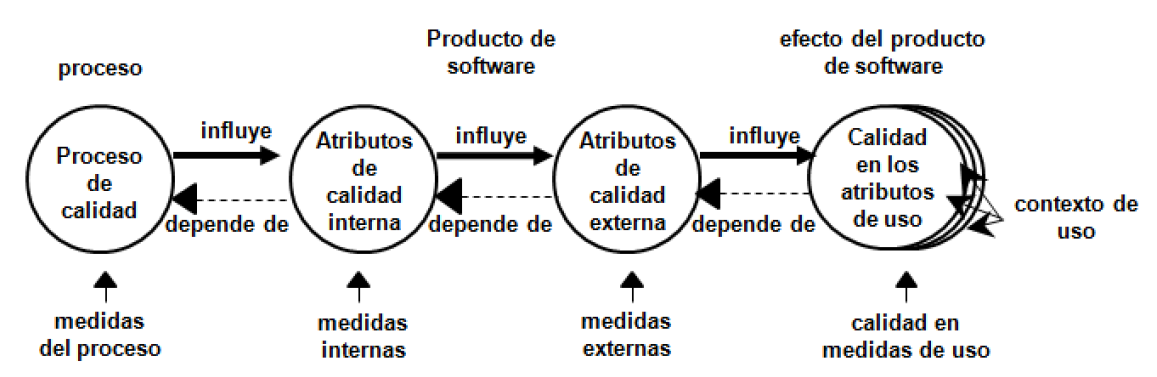 proceso
Producto de
software
efecto del producto
de software
Proceso
de
calidad
influye
depende de
Atributos
de
calidad
interna
influye
depende de
Atributos
de
calidad
externa
influye
depende de
Calidad
en los
atributos
de uso
contexto de
uso
medidas
del proceso
medidas
internas
medidas
externas
calidad en
medidas de uso